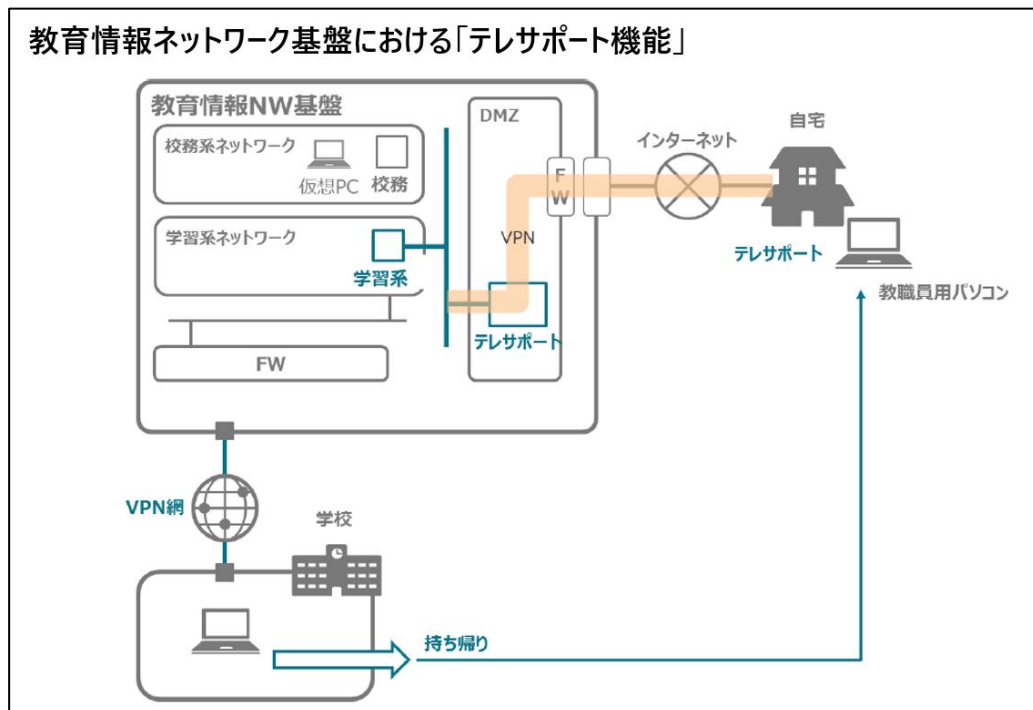 教育情報ネットワーク基盤における「テレサポート機能」
教育情報NW基盤
校務系ネットワーク
仮想PC
校務
学習系ネットワーク
学習系
FW
DMZ
FW
VPN
テレサポート
インターネット
自宅
テレサポート
教職員用パソコン
VPN網
学校
持ち帰り